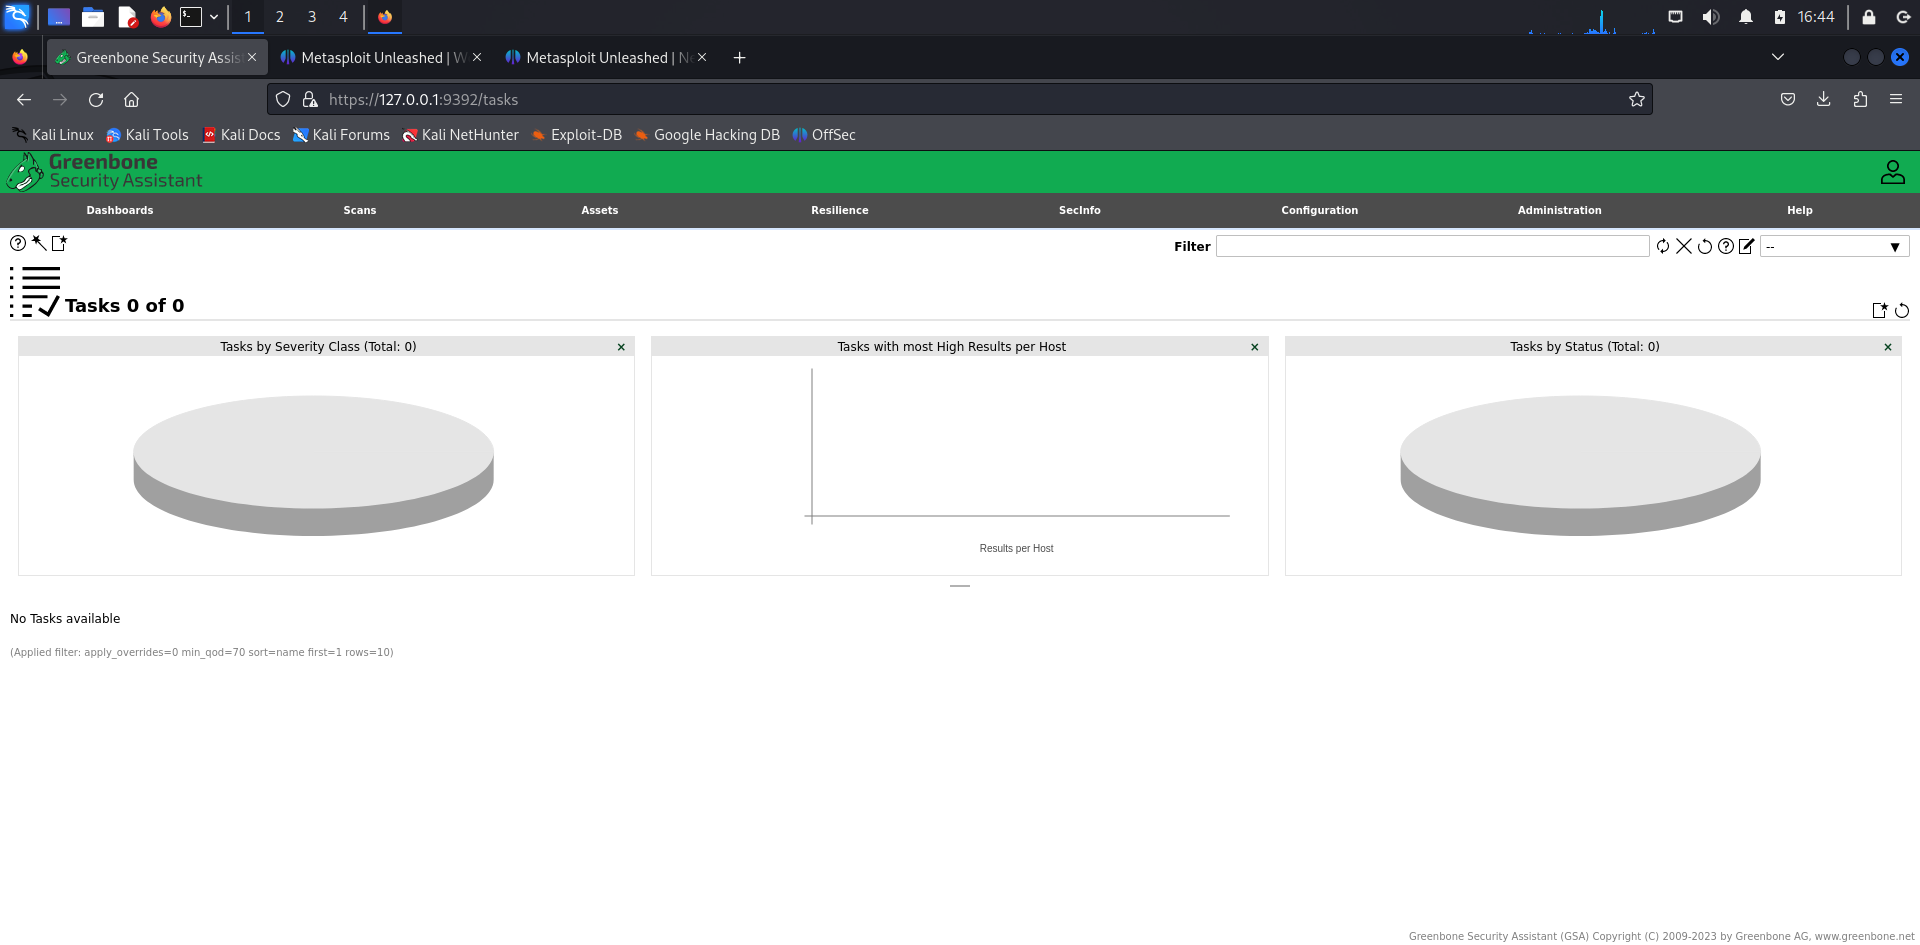 1 2 3 4 16:44
Greenbone Security Assis Metasploit Unleashed | W Metasploit Unleashed | Ne
https://127.0.0.1:9392/tasks
Kali Linux Kali Tools Kali Docs Kali Forums Kali NetHunter Exploit-DB Google Hacking DB OffSec
Greenbone
Security Assistant
Dashboards Scans Assets Resilience SecInfo Configuration Administration Help
Filter --
Tasks 0 of 0
Tasks by Severity Class (Total: 0) Tasks with most High Results per Host Tasks by Status (Total: 0)
Results per Host
No Tasks available
(Applied filter: apply_overrides=0 min_qod=70 sort=name first=1 rows=10)
Greenbone Security Assistant (GSA) Copyright (C) 2009-2023 by Greenbone AG, www.greenbone.net